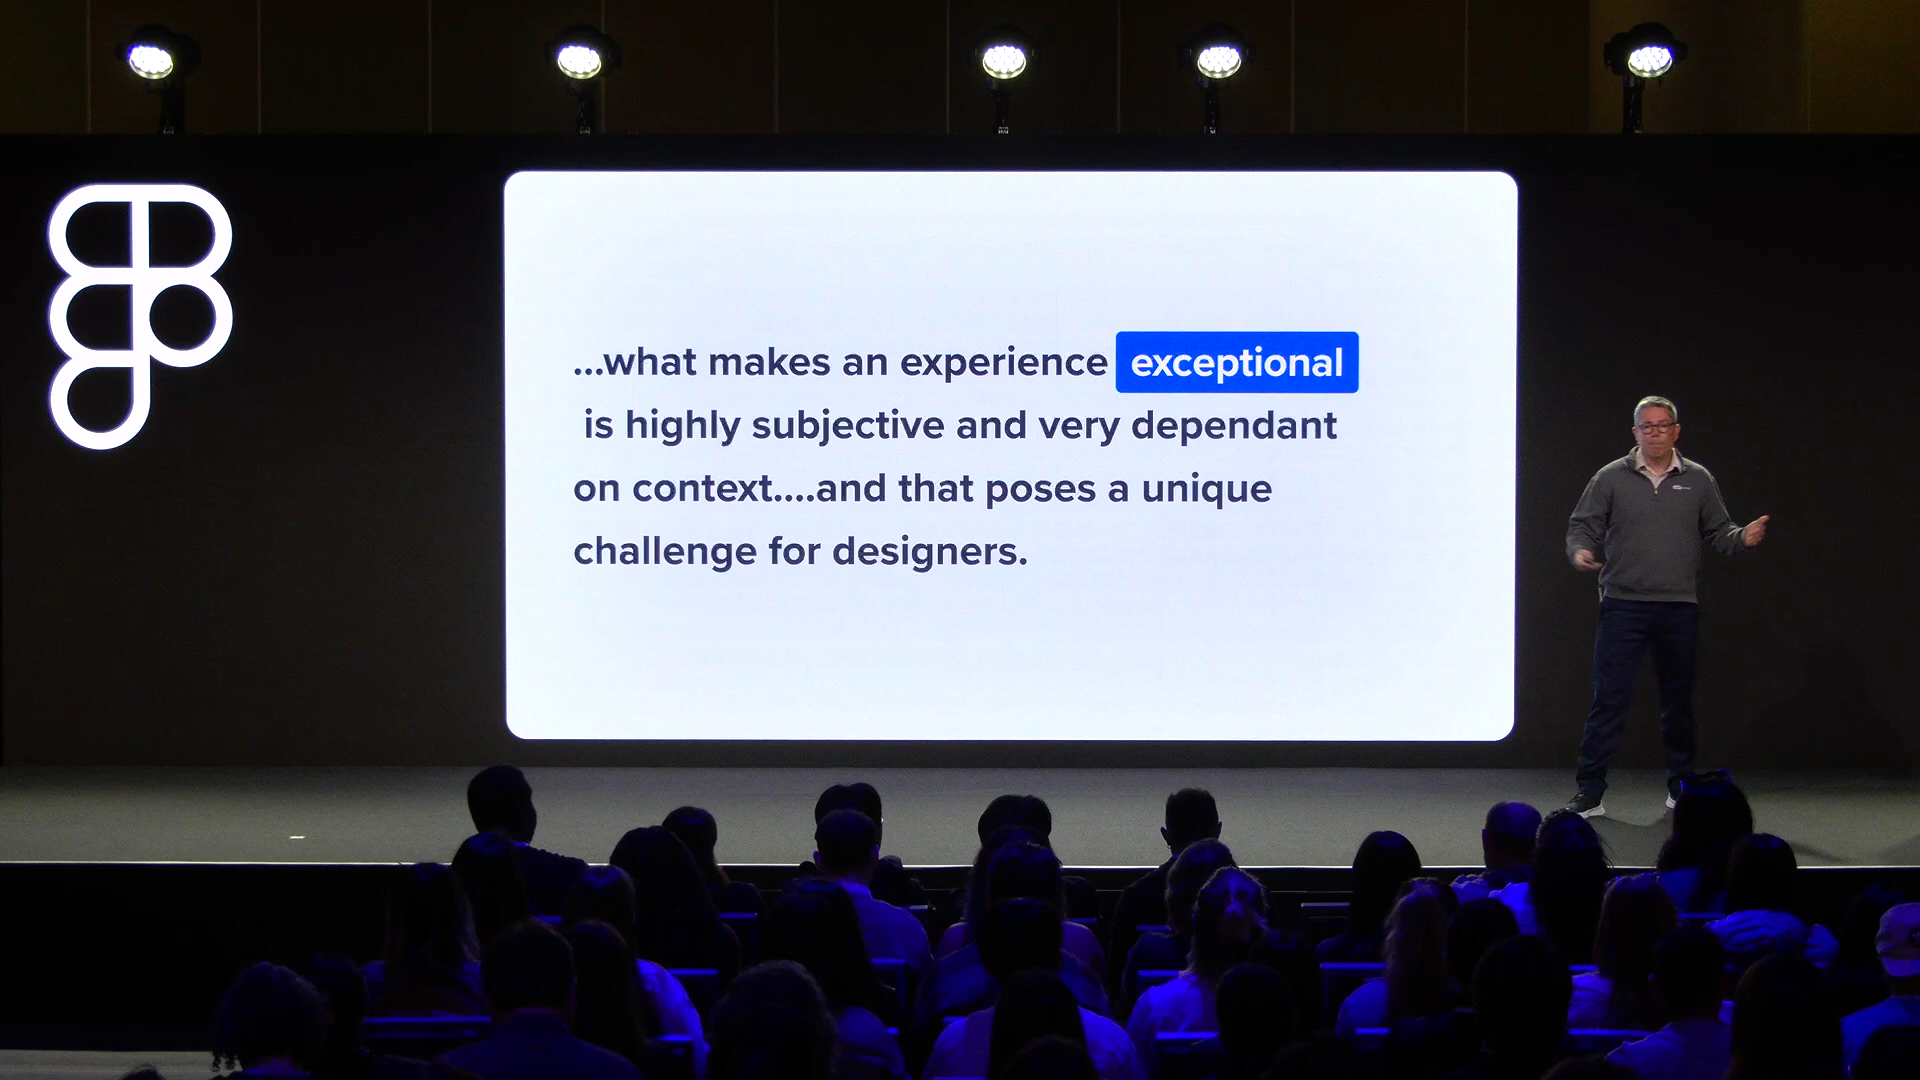 ...what makes an experience exceptional
is highly subjective and very dependant
on context....and that poses a unique
challenge for designers.